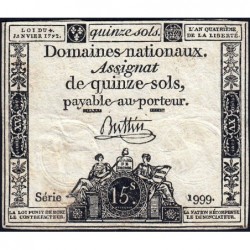 LOI DU 4. JANVIER 1792.
quinze sols.
L'AN QUATRIÈME DE LA LIBERTÉ.
Domaines nationaux.
Assignat
de quinze-sols,
payable au porteur.
Buttin
Série
1999.
15 s
LA LOI PUNIT DE MORT LE CONTREFACTEUR
LA NATION RÉCOMPENSE LE DÉNONCIATEUR